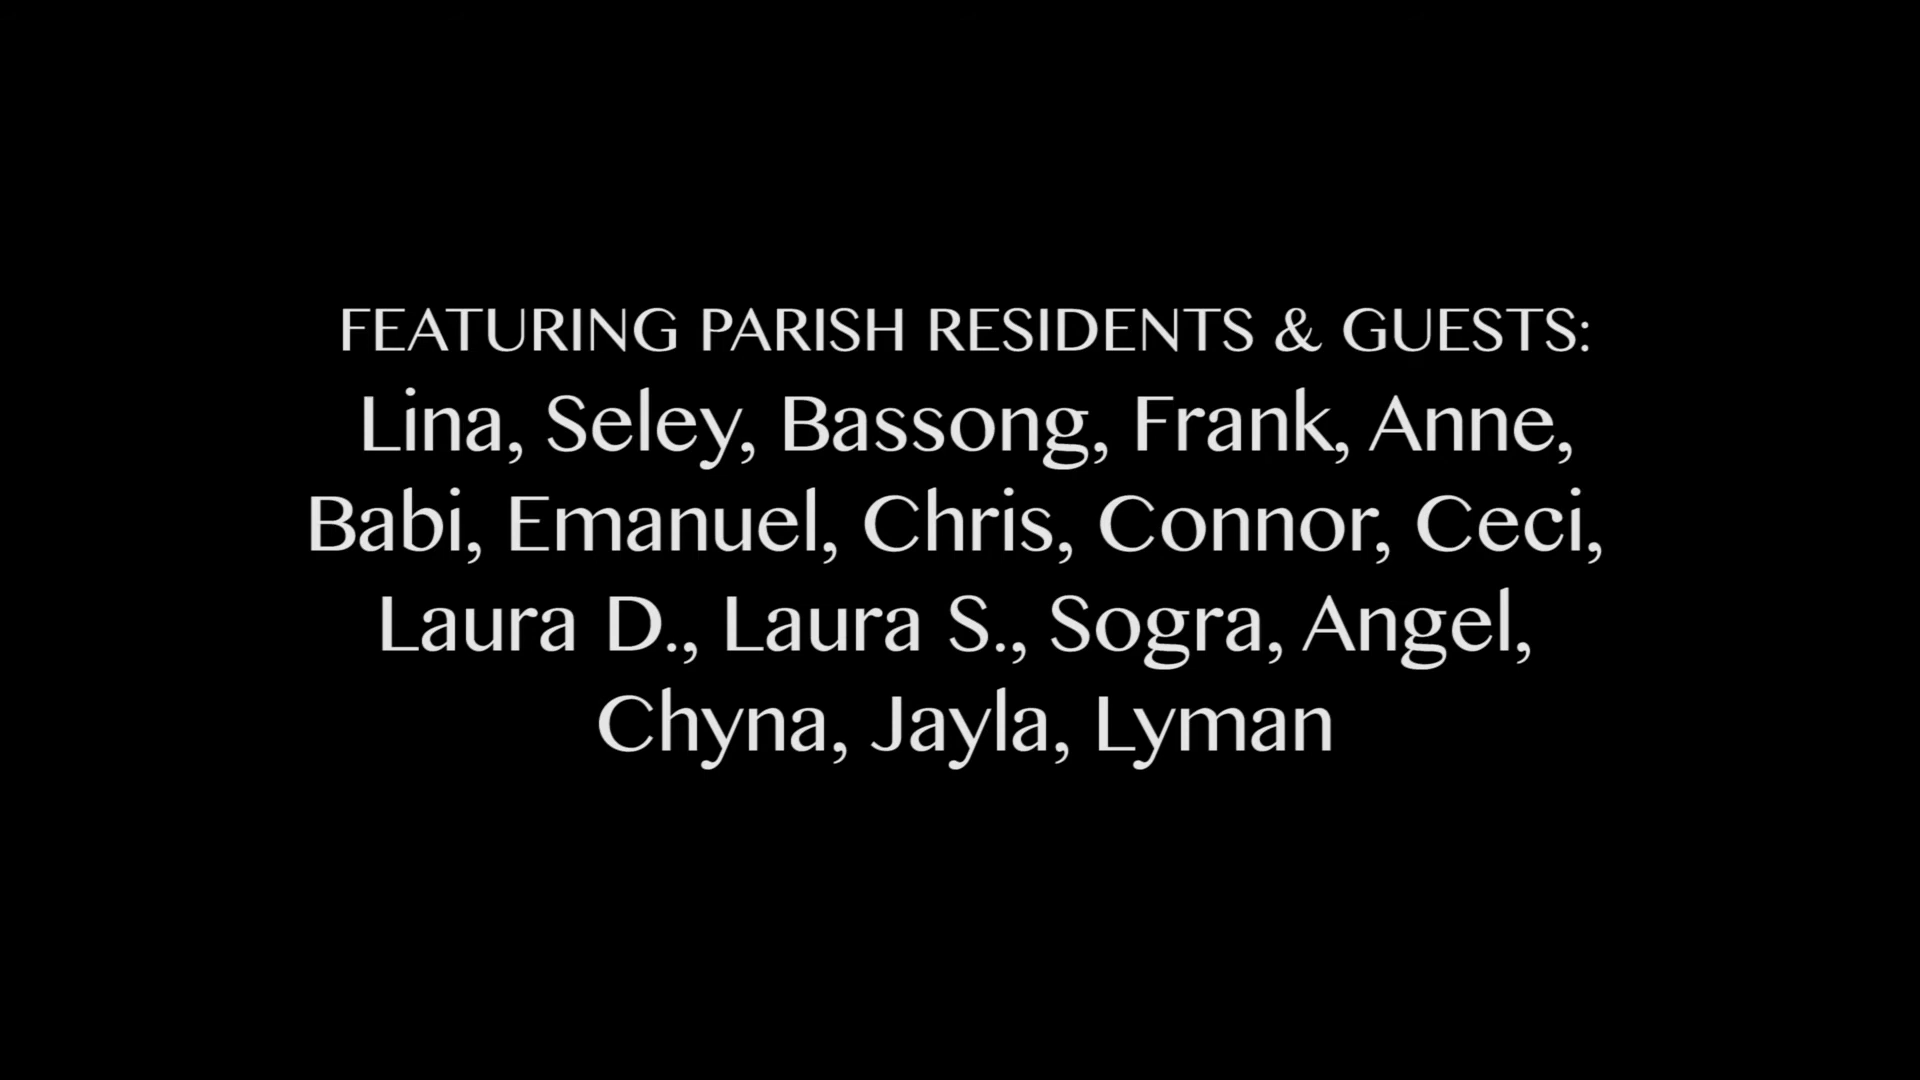 FEATURING PARISH RESIDENTS & GUESTS:
Lina, Seley, Bassong, Frank, Anne,
Babi, Emanuel, Chris, Connor, Ceci,
Laura D., Laura S., Sogra, Angel,
Chyna, Jayla, Lyman